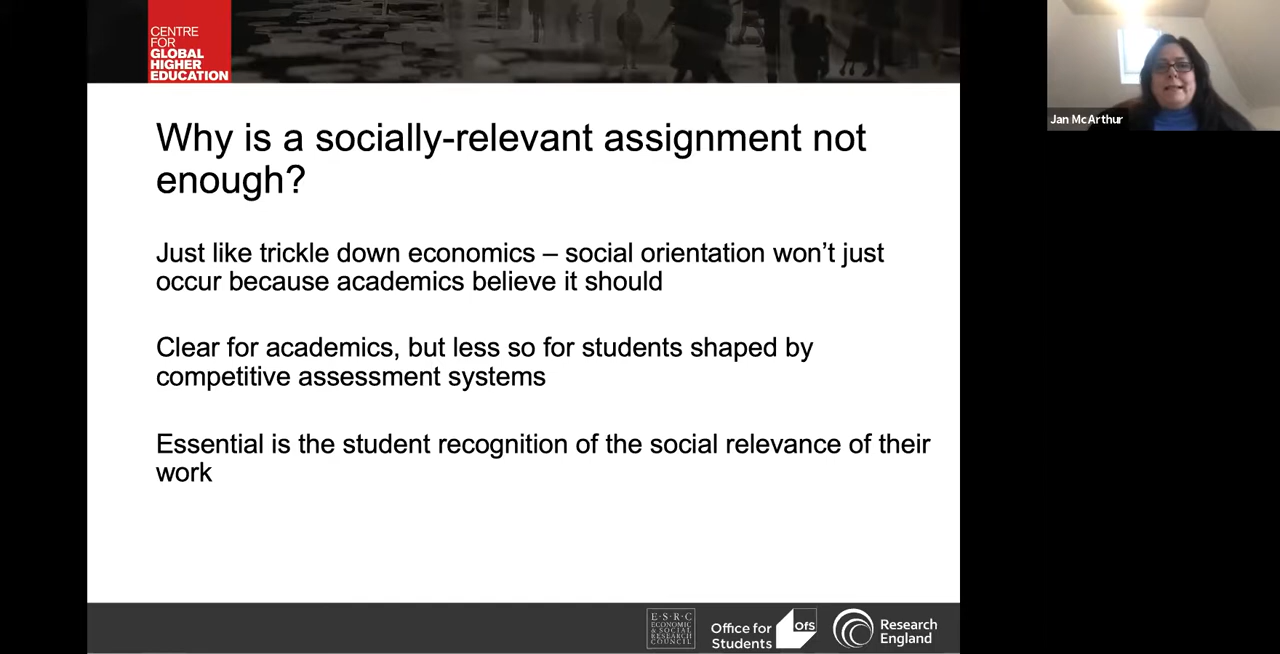 CENTRE
FOR
GLOBAL
HIGHER
EDUCATION
Jan McArthur
Why is a socially-relevant assignment not
enough?
Just like trickle down economics – social orientation won’t just
occur because academics believe it should
Clear for academics, but less so for students shaped by
competitive assessment systems
Essential is the student recognition of the social relevance of their
work
E·S·R·C
ECONOMIC
& SOCIAL
RESEARCH
COUNCIL
Office for
Students
OfS
Research
England